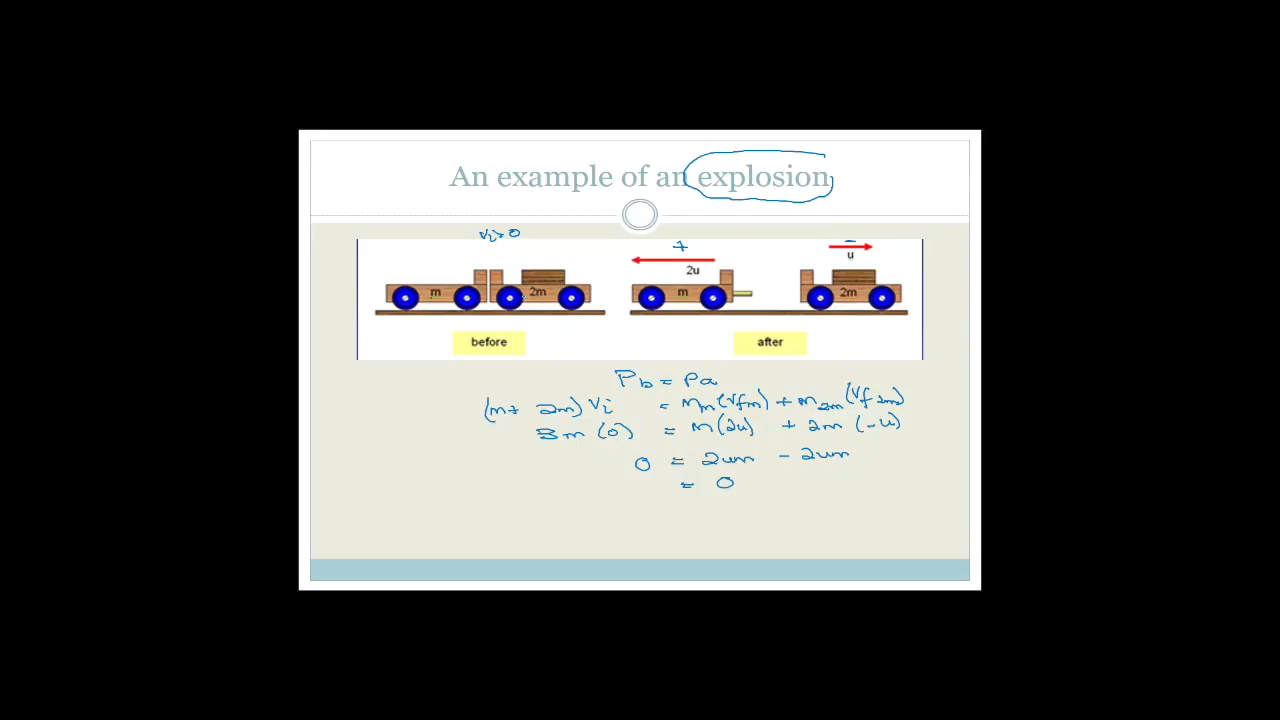 An example of an explosion
vi = 0
+
−
2u
u
m
2m
m
2m
before
after
Pb = Pa
(m + 2m) vi = mm(vfm) + m2m(vf2m)
3m (0) = m(2u) + 2m (-u)
0 = 2um - 2um
= 0